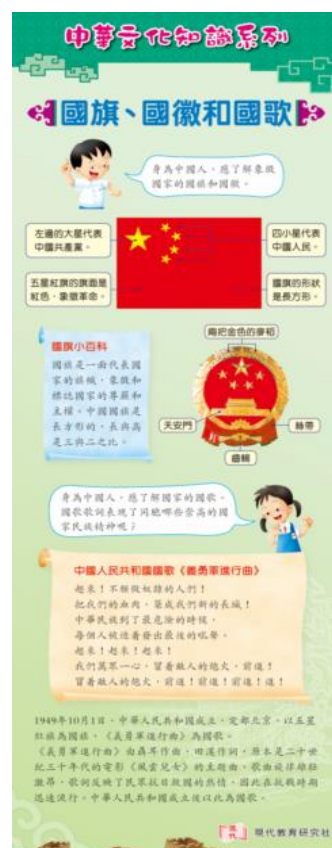 中華文化知識系列
國旗、國徽和國歌
身為中國人，應了解象徵
國家的國旗和國徽。
左邊的大星代表
中國共產黨。
四小星代表
中國人民。
五星紅旗的旗面是
紅色，象徵革命。
國旗的形狀
是長方形。
國旗小百科
國旗是一面代表國
家的旗幟，象徵和
標誌國家的尊嚴和
主權。中國國旗是
長方形的，長與高
是三與二之比。
兩把金色的麥稻
天安門
絲帶
齒輪
身為中國人，應了解國家的國歌。
國歌歌詞表現了同胞哪些崇高的國
家民族精神呢？
中國人民共和國國歌《義勇軍進行曲》
起來！不願做奴隸的人們！
把我們的血肉，築成我們新的長城！
中華民族到了最危險的時候，
每個人被迫着發出最後的吼聲。
起來！起來！起來！
我們萬眾一心，冒着敵人的炮火，前進！
冒着敵人的炮火，前進！前進！前進！進！
1949年10月1日，中華人民共和國成立，定都北京，以五星
紅旗為國旗，《義勇軍進行曲》為國歌。
《義勇軍進行曲》由聶耳作曲，田漢作詞，原本是二十世
紀三十年代的電影《風雲兒女》的主題曲，歌曲旋律雄壯
激昂，歌詞反映了民眾抗日救國的熱情，因此在抗戰時期
迅速流行。中華人民共和國成立後以此為國歌。
現代教育研究社